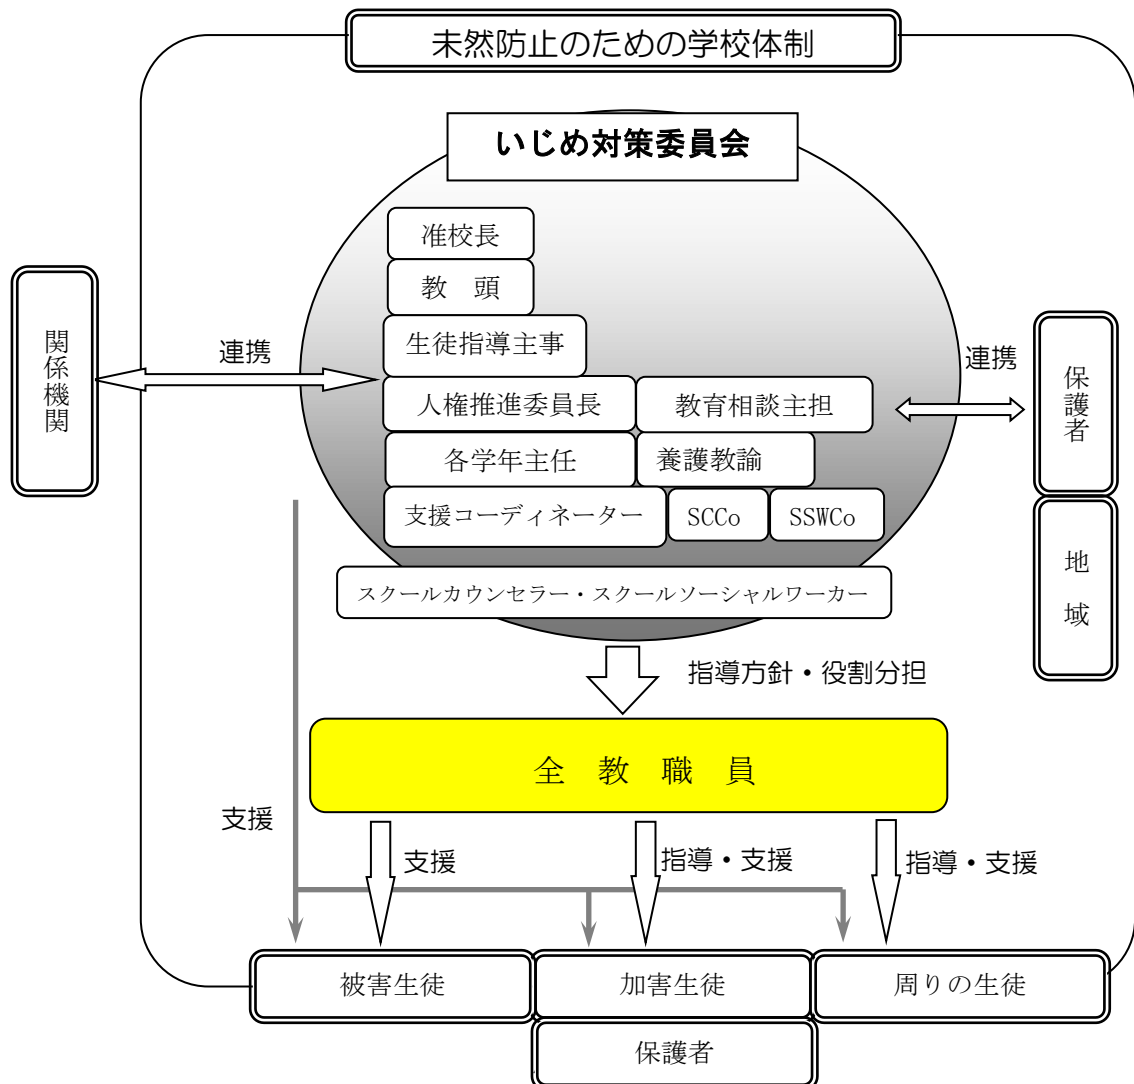 未然防止のための学校体制
いじめ対策委員会
准校長
教　頭
生徒指導主事
人権推進委員長
教育相談主担
各学年主任
養護教諭
支援コーディネーター
SCCo
SSWCo
スクールカウンセラー・スクールソーシャルワーカー
関係機関
連携
連携
保護者
地　域
指導方針・役割分担
全　教　職　員
支援
支援
指導・支援
指導・支援
被害生徒
加害生徒
周りの生徒
保護者